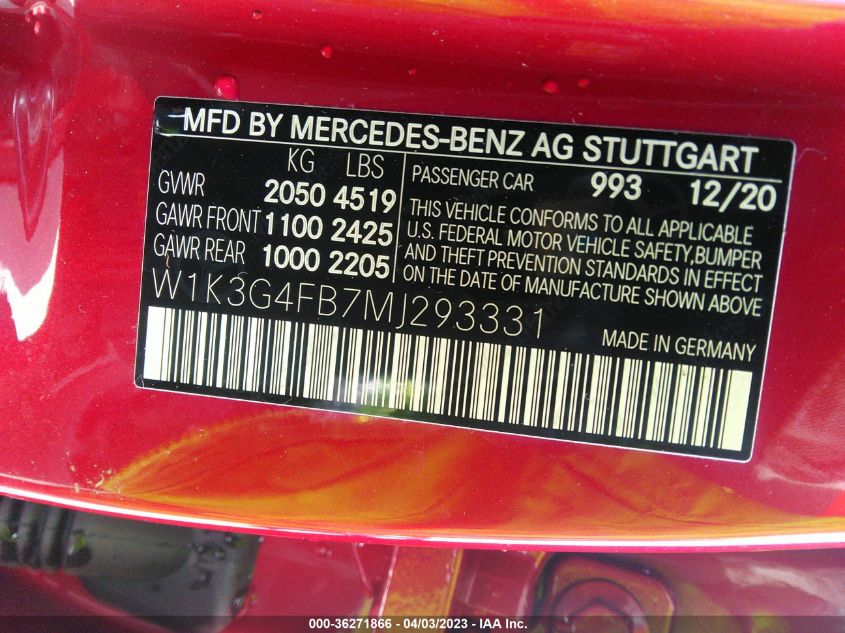 MFD BY MERCEDES-BENZ AG STUTTGART
KG LBS
GVWR 2050 4519
GAWR FRONT 1100 2425
GAWR REAR 1000 2205
PASSENGER CAR 993 12/20
THIS VEHICLE CONFORMS TO ALL APPLICABLE
U.S. FEDERAL MOTOR VEHICLE SAFETY,BUMPER
AND THEFT PREVENTION STANDARDS IN EFFECT
ON THE DATE OF MANUFACTURE SHOWN ABOVE
W1K3G4FB7MJ293331
MADE IN GERMANY
000-36271866 - 04/03/2023 - IAA Inc.